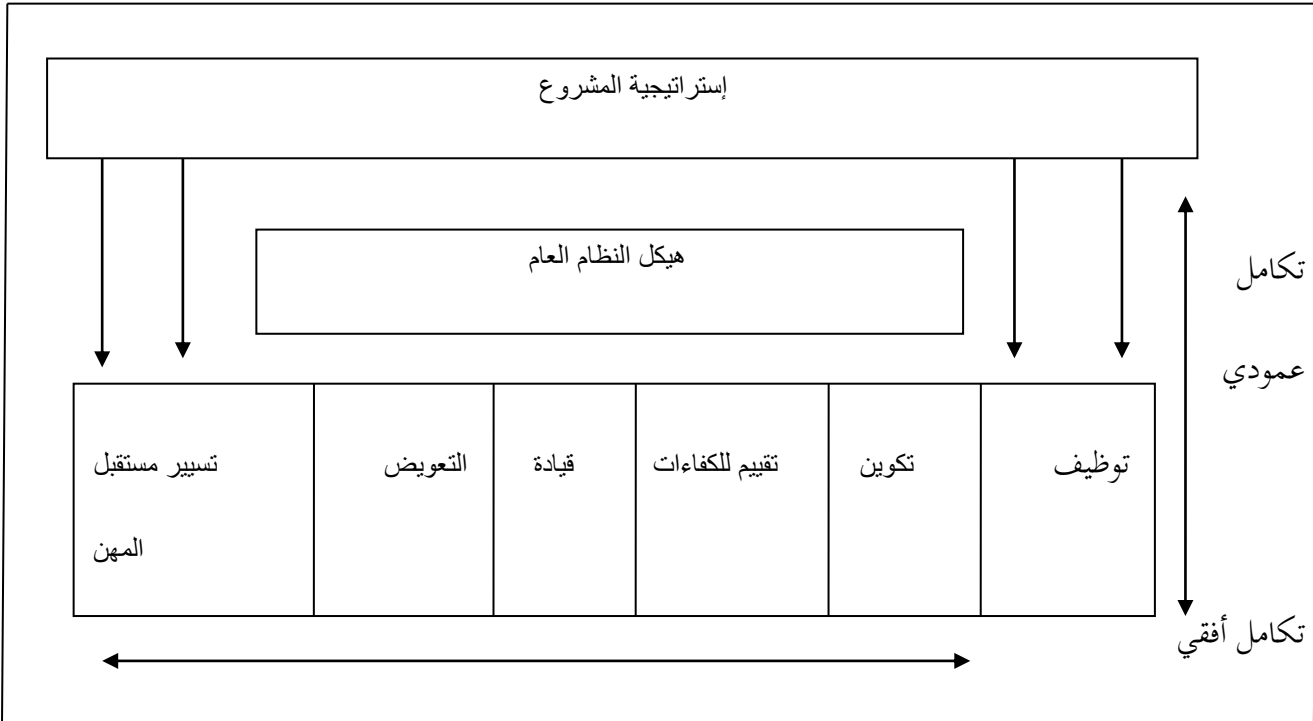 إستراتيجية المشروع
هيكل النظام العام
تكامل
عمودي
توظيف
تكوين
تقييم للكفاءات
قيادة
التعويض
تسيير مستقبل
المهن
تكامل أفقي